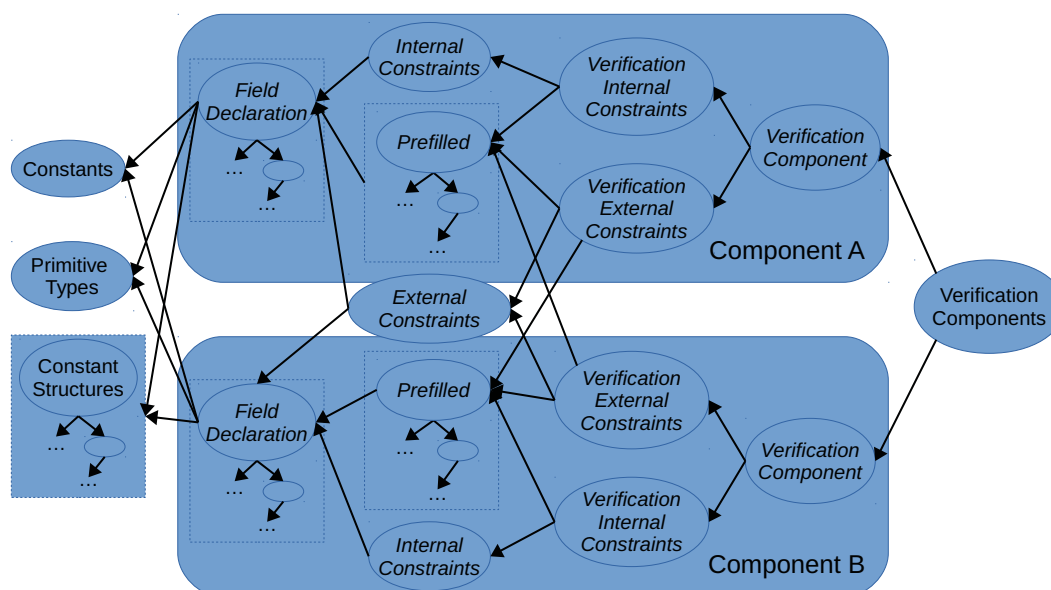 Internal
Constraints
Field
Declaration
Verification
Internal
Constraints
Prefilled
Verification
Component
Constants
...
...
...
...
Verification
External
Constraints
Component A
Primitive
Types
External
Constraints
Verification
Components
Constant
Structures
Prefilled
Verification
External
Constraints
Field
Declaration
...
...
...
...
Verification
Component
...
...
...
...
Verification
Internal
Constraints
Internal
Constraints
Component B